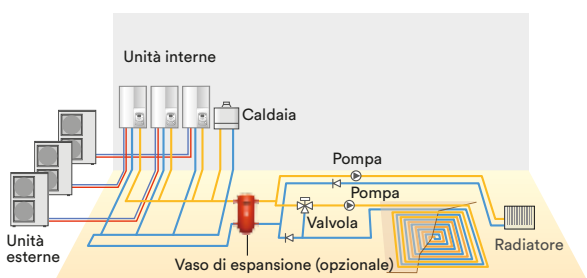 Unità interne
Caldaia
Pompa
Pompa
Valvola
Unità
esterne
Radiatore
Vaso di espansione (opzionale)